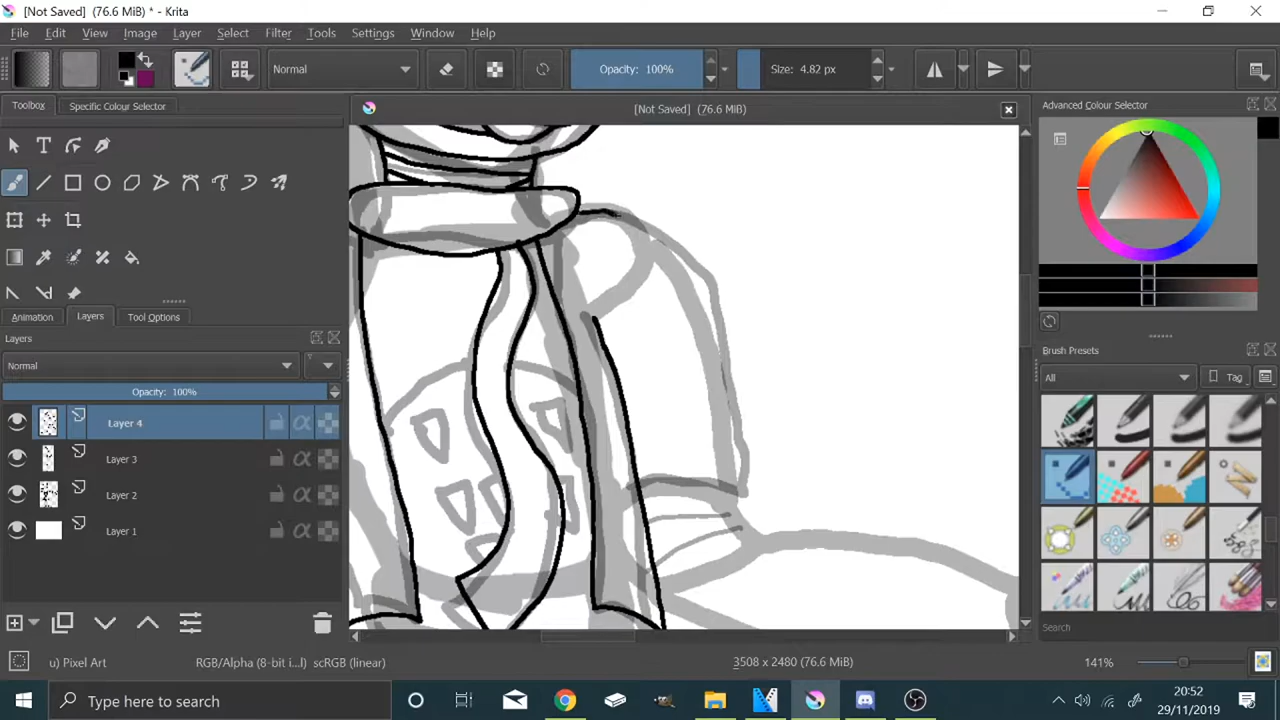 [Not Saved] (76.6 MiB) * - Krita
File Edit View Image Layer Select Filter Tools Settings Window Help
Normal Opacity: 100% Size: 4.82 px
Toolbox Specific Colour Selector
[Not Saved] (76.6 MiB)
Advanced Colour Selector
Animation Layers Tool Options
Layers
Normal
Opacity: 100%
Layer 4
Layer 3
Layer 2
Layer 1
Brush Presets
All Tag
Search
u) Pixel Art RGB/Alpha (8-bit i...l) scRGB (linear) 3508 x 2480 (76.6 MiB) 141%
Type here to search
20:52
29/11/2019